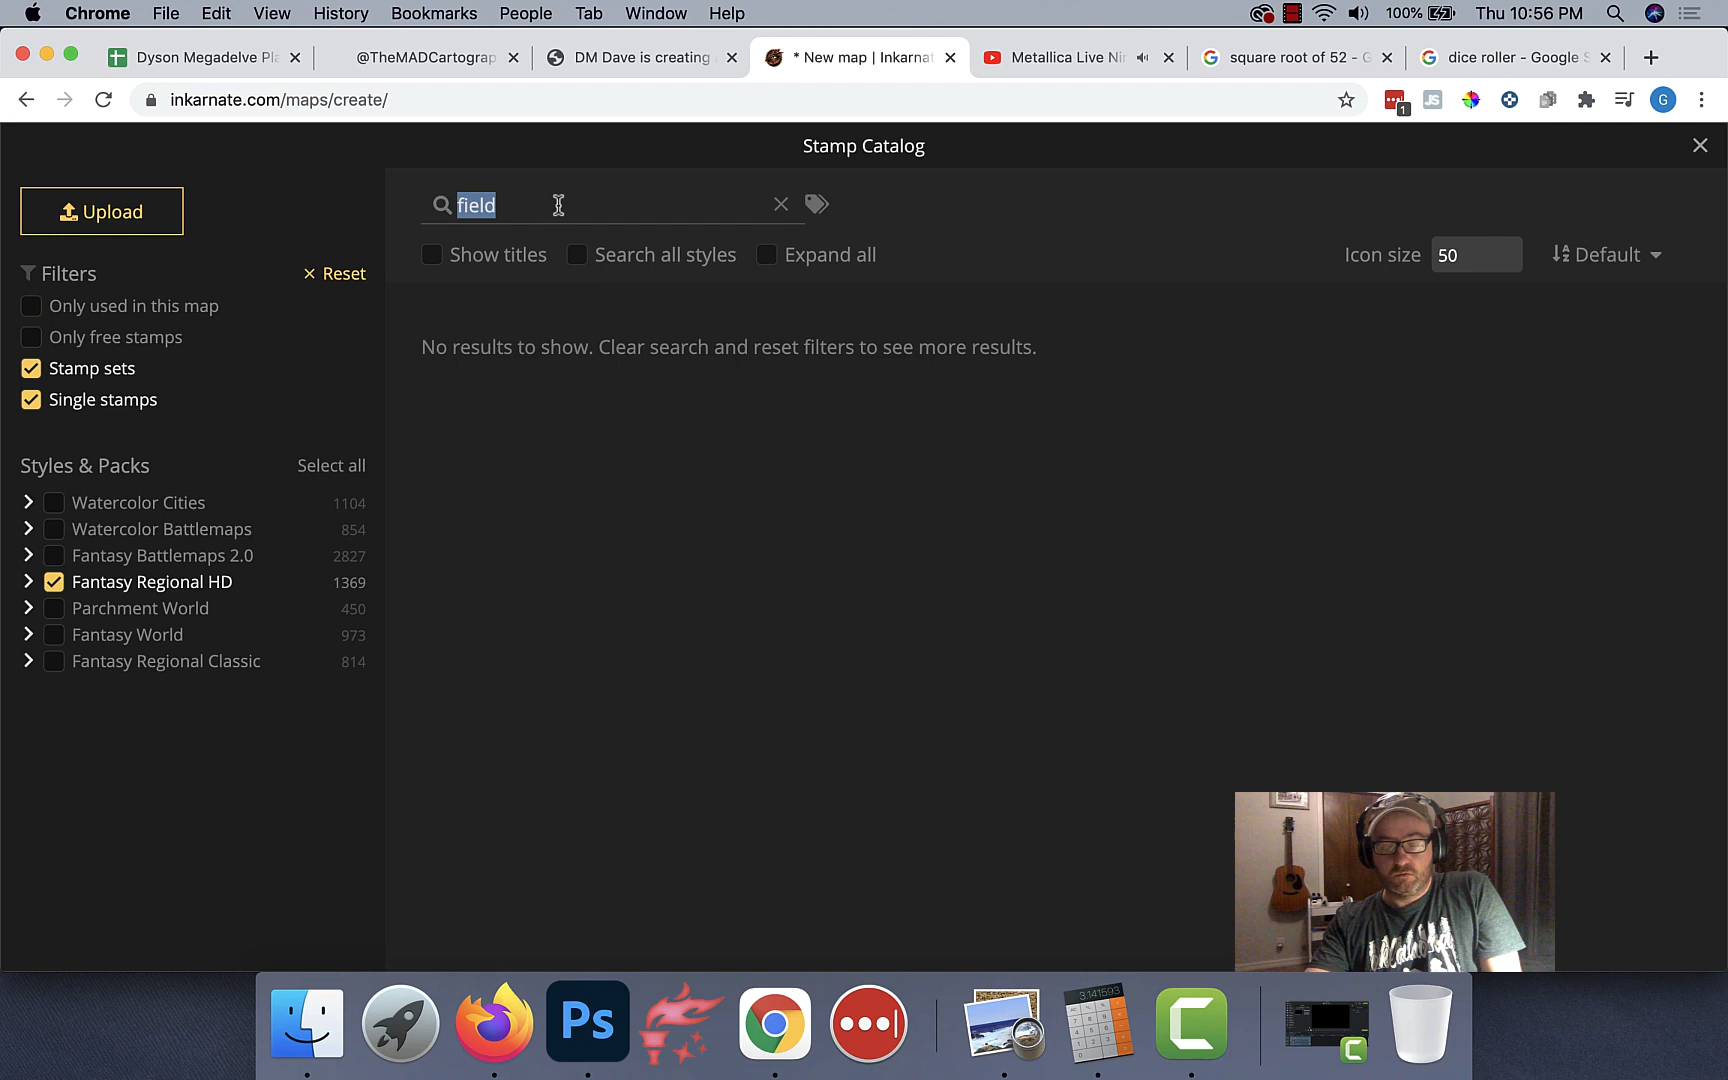 Chrome File Edit View History Bookmarks People Tab Window Help 100% Thu 10:56 PM
Dyson Megadelve Pl
@TheMADCartograp
DM Dave is creating
* New map | Inkarnat
Metallica Live Ni
square root of 52 - G
dice roller - Google S
inkarnate.com/maps/create/
1
JS
G
Stamp Catalog
Upload
field
Show titles Search all styles Expand all
Icon size 50 Default
Filters Reset
Only used in this map
Only free stamps
Stamp sets
Single stamps
No results to show. Clear search and reset filters to see more results.
Styles & Packs Select all
Watercolor Cities 1104
Watercolor Battlemaps 854
Fantasy Battlemaps 2.0 2827
Fantasy Regional HD 1369
Parchment World 450
Fantasy World 973
Fantasy Regional Classic 814
Ps
3.141593